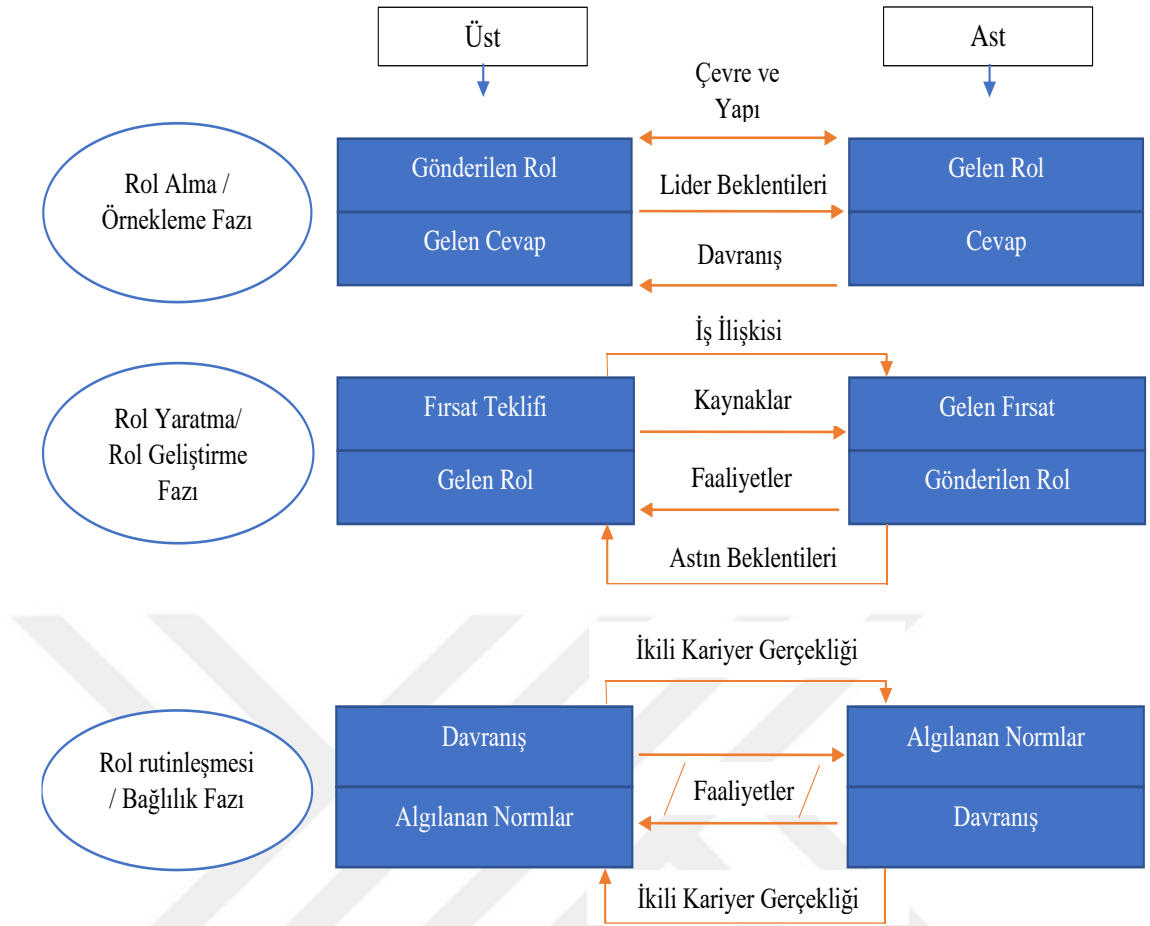 Üst
Ast
Çevre ve
Yapı
Rol Alma /
Örnekleme Fazı
Gönderilen Rol
Gelen Cevap
Lider Beklentileri
Davranış
Gelen Rol
Cevap
İş İlişkisi
Rol Yaratma/
Rol Geliştirme
Fazı
Fırsat Teklifi
Gelen Rol
Kaynaklar
Faaliyetler
Gelen Fırsat
Gönderilen Rol
Astın Beklentileri
İkili Kariyer Gerçekliği
Rol rutinleşmesi
/ Bağlılık Fazı
Davranış
Algılanan Normlar
Faaliyetler
Algılanan Normlar
Davranış
İkili Kariyer Gerçekliği